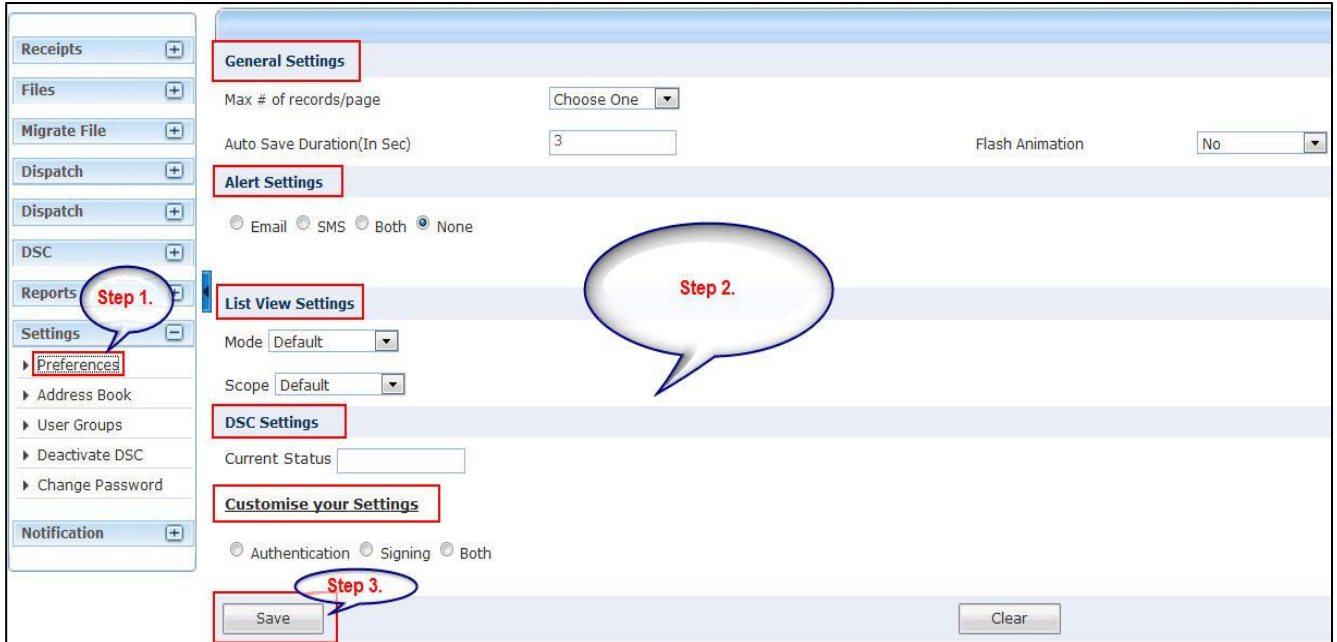 Receipts
Files
Migrate File
Dispatch
Dispatch
DSC
Reports
Step 1.
Settings
Preferences
Address Book
User Groups
Deactivate DSC
Change Password
Notification
General Settings
Max # of records/page Choose One
Auto Save Duration(In Sec) 3 Flash Animation No
Alert Settings
Email SMS Both None
Step 2.
List View Settings
Mode Default
Scope Default
DSC Settings
Current Status
Customise your Settings
Authentication Signing Both
Step 3.
Save Clear